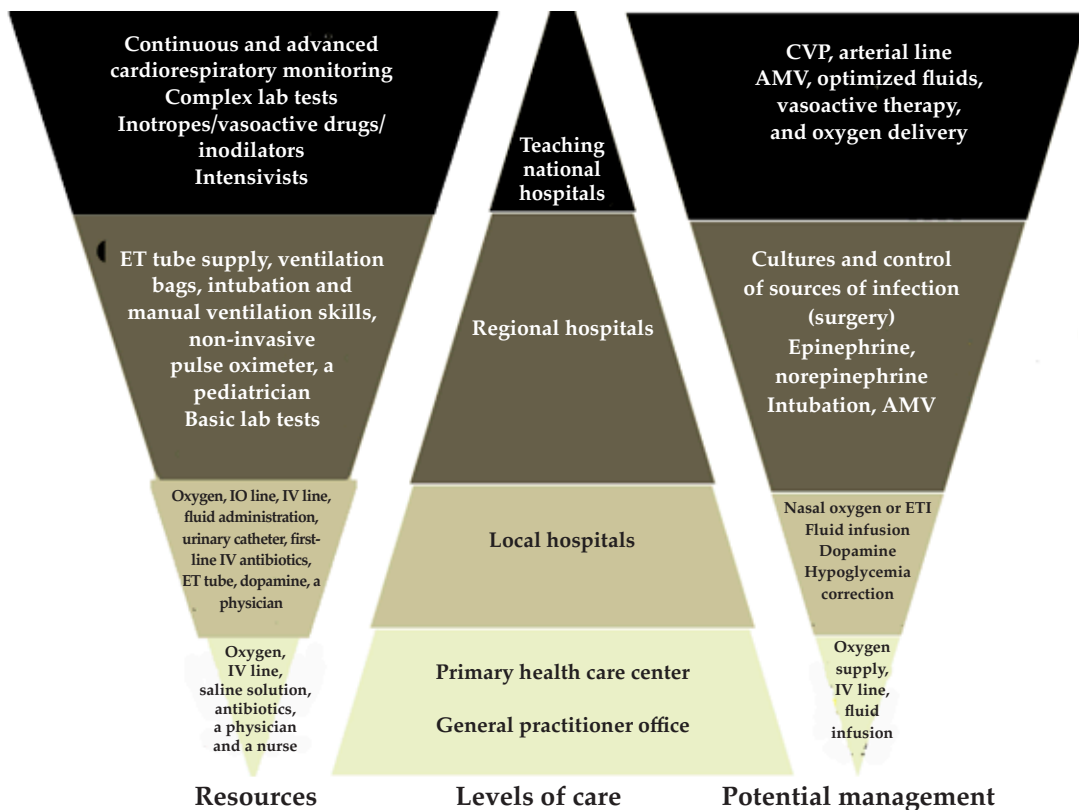 Continuous and advanced
cardiorespiratory monitoring
Complex lab tests
Inotropes/vasoactive drugs/
inodilators
Intensivists
ET tube supply, ventilation
bags, intubation and
manual ventilation skills,
non-invasive
pulse oximeter, a
pediatrician
Basic lab tests
Oxygen, IO line, IV line,
fluid administration,
urinary catheter, first-
line IV antibiotics,
ET tube, dopamine, a
physician
Oxygen,
IV line,
saline solution,
antibiotics,
a physician
and a nurse
Resources
Teaching
national
hospitals
Regional hospitals
Local hospitals
Primary health care center
General practitioner office
Levels of care
CVP, arterial line
AMV, optimized fluids,
vasoactive therapy,
and oxygen delivery
Cultures and control
of sources of infection
(surgery)
Epinephrine,
norepinephrine
Intubation, AMV
Nasal oxygen or ETI
Fluid infusion
Dopamine
Hypoglycemia
correction
Oxygen
supply,
IV line,
fluid
infusion
Potential management